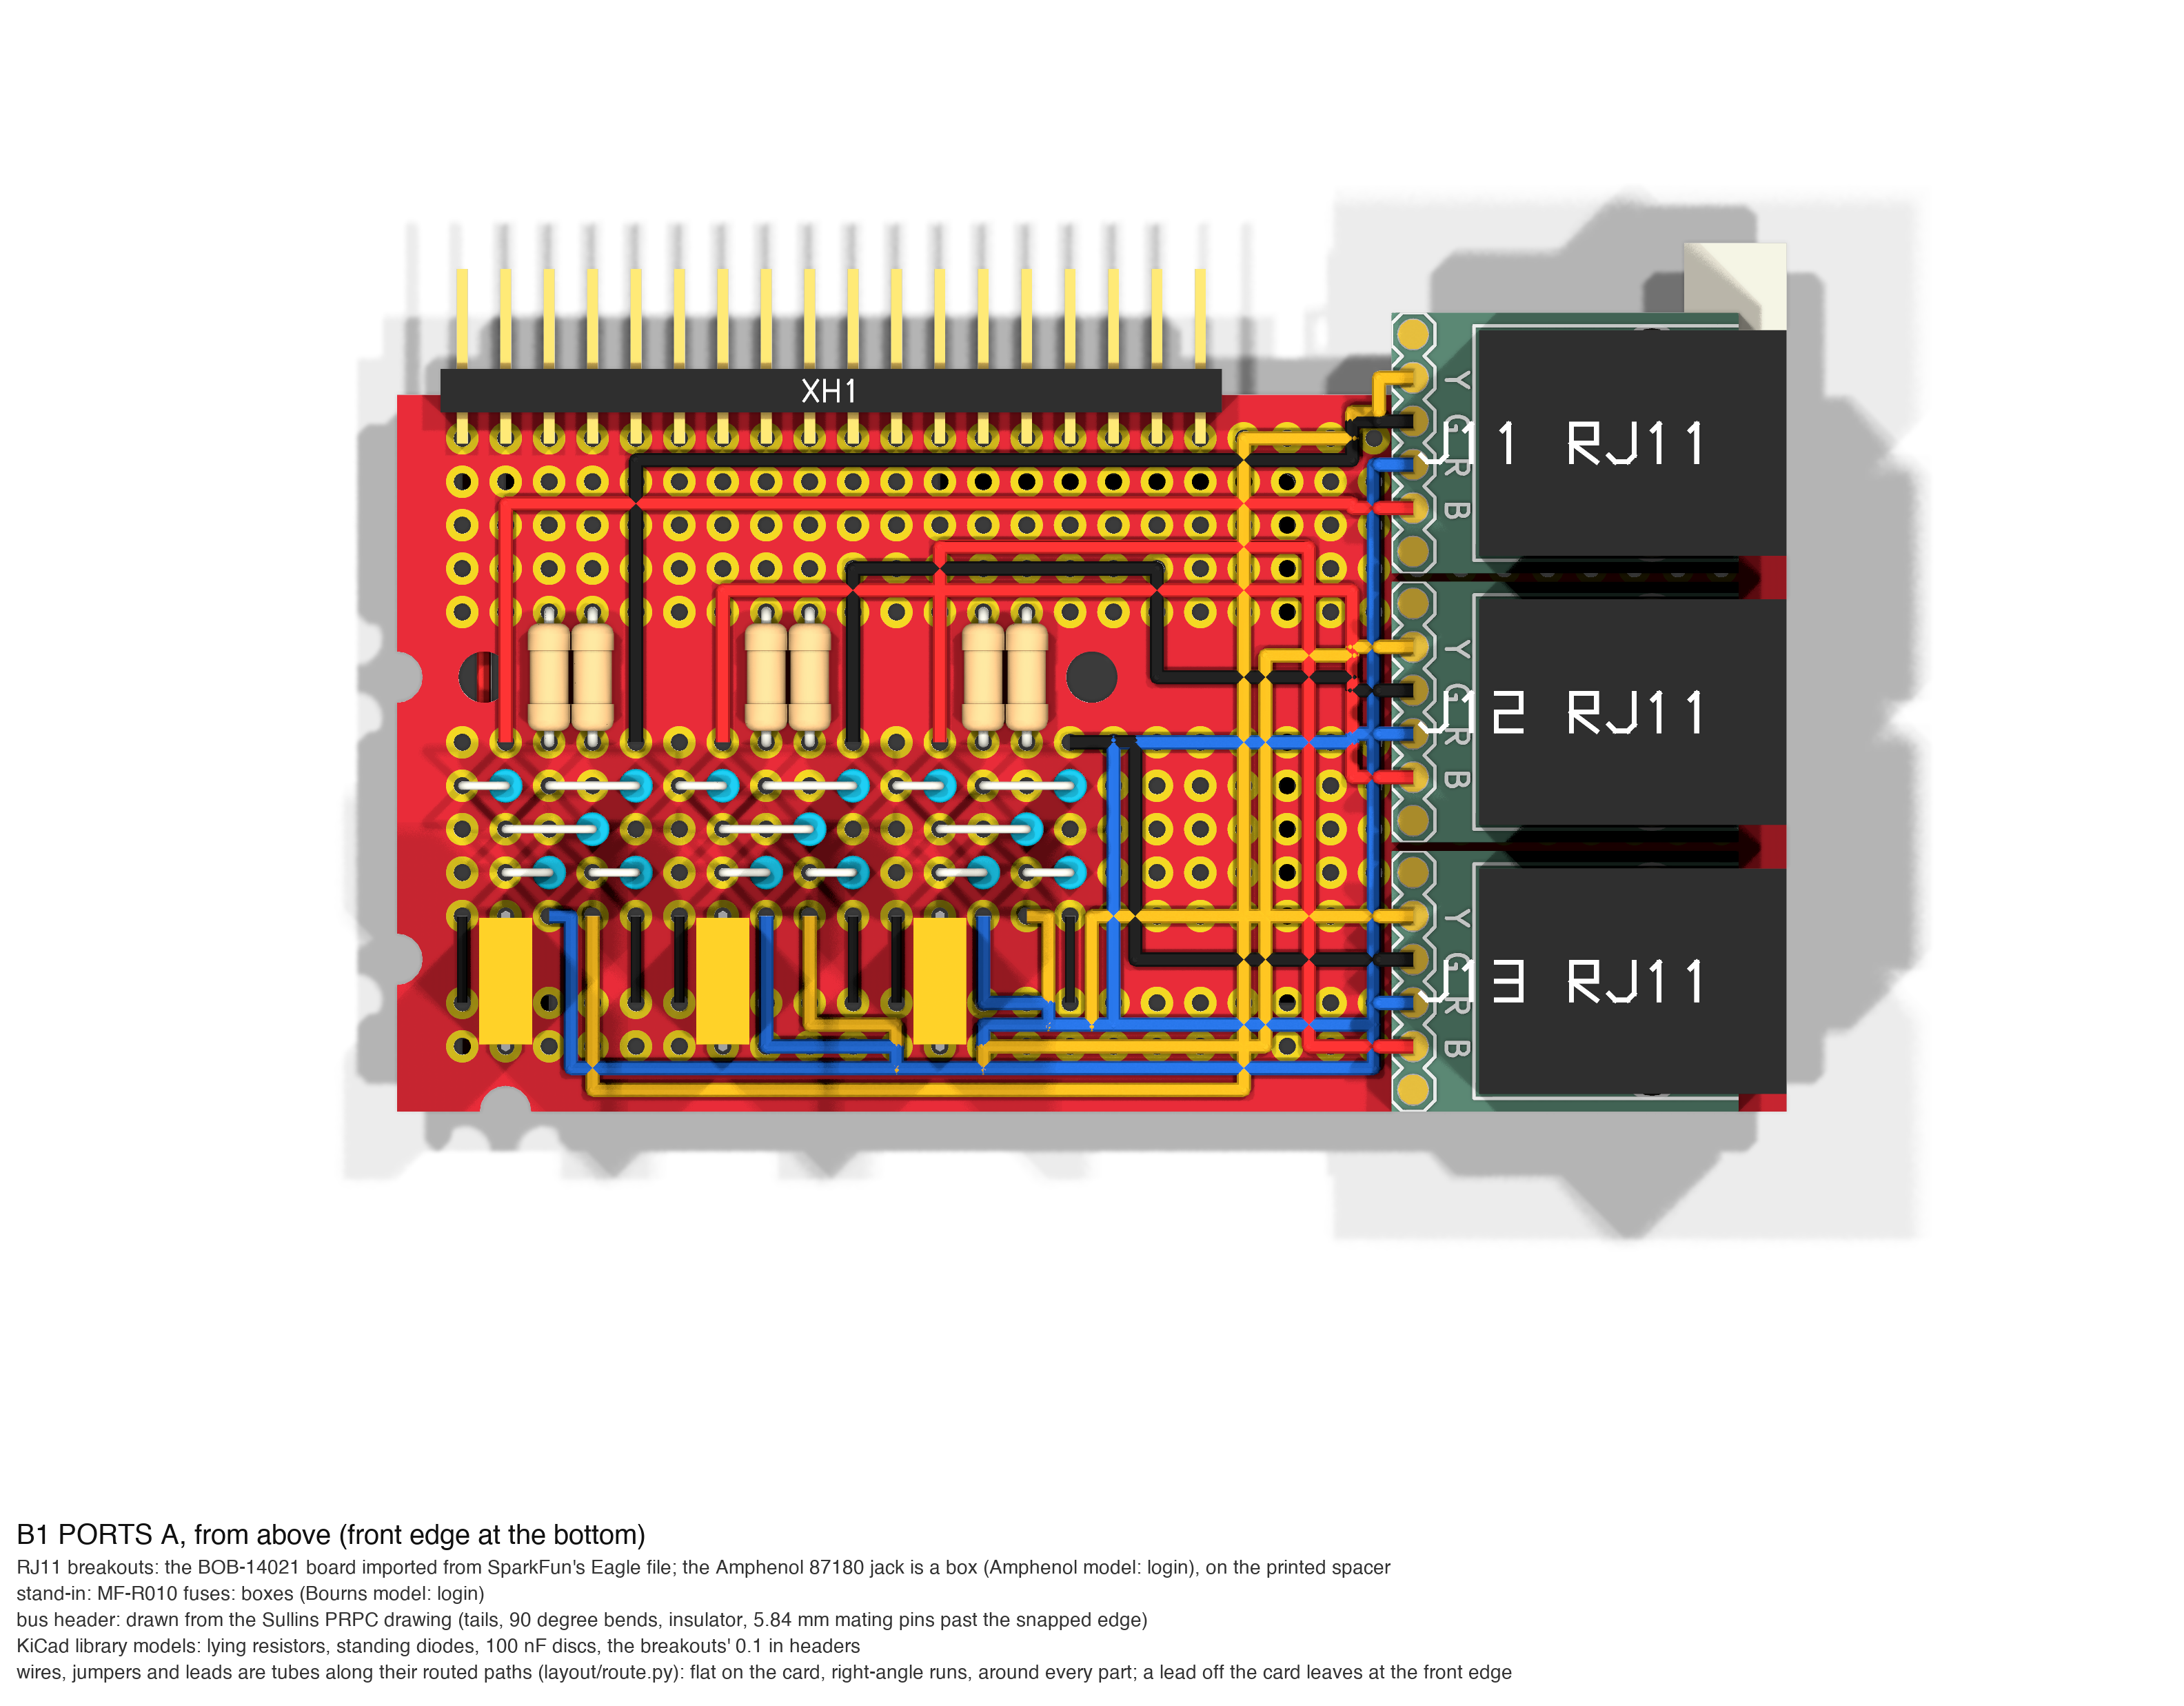 XH1
Y
G
R
B
J11 RJ11
Y
G
R
B
J12 RJ11
Y
G
R
B
J13 RJ11
B1 PORTS A, from above (front edge at the bottom)
RJ11 breakouts: the BOB-14021 board imported from SparkFun's Eagle file; the Amphenol 87180 jack is a box (Amphenol model: login), on the printed spacer
stand-in: MF-R010 fuses: boxes (Bourns model: login)
bus header: drawn from the Sullins PRPC drawing (tails, 90 degree bends, insulator, 5.84 mm mating pins past the snapped edge)
KiCad library models: lying resistors, standing diodes, 100 nF discs, the breakouts' 0.1 in headers
wires, jumpers and leads are tubes along their routed paths (layout/route.py): flat on the card, right-angle runs, around every part; a lead off the card leaves at the front edge